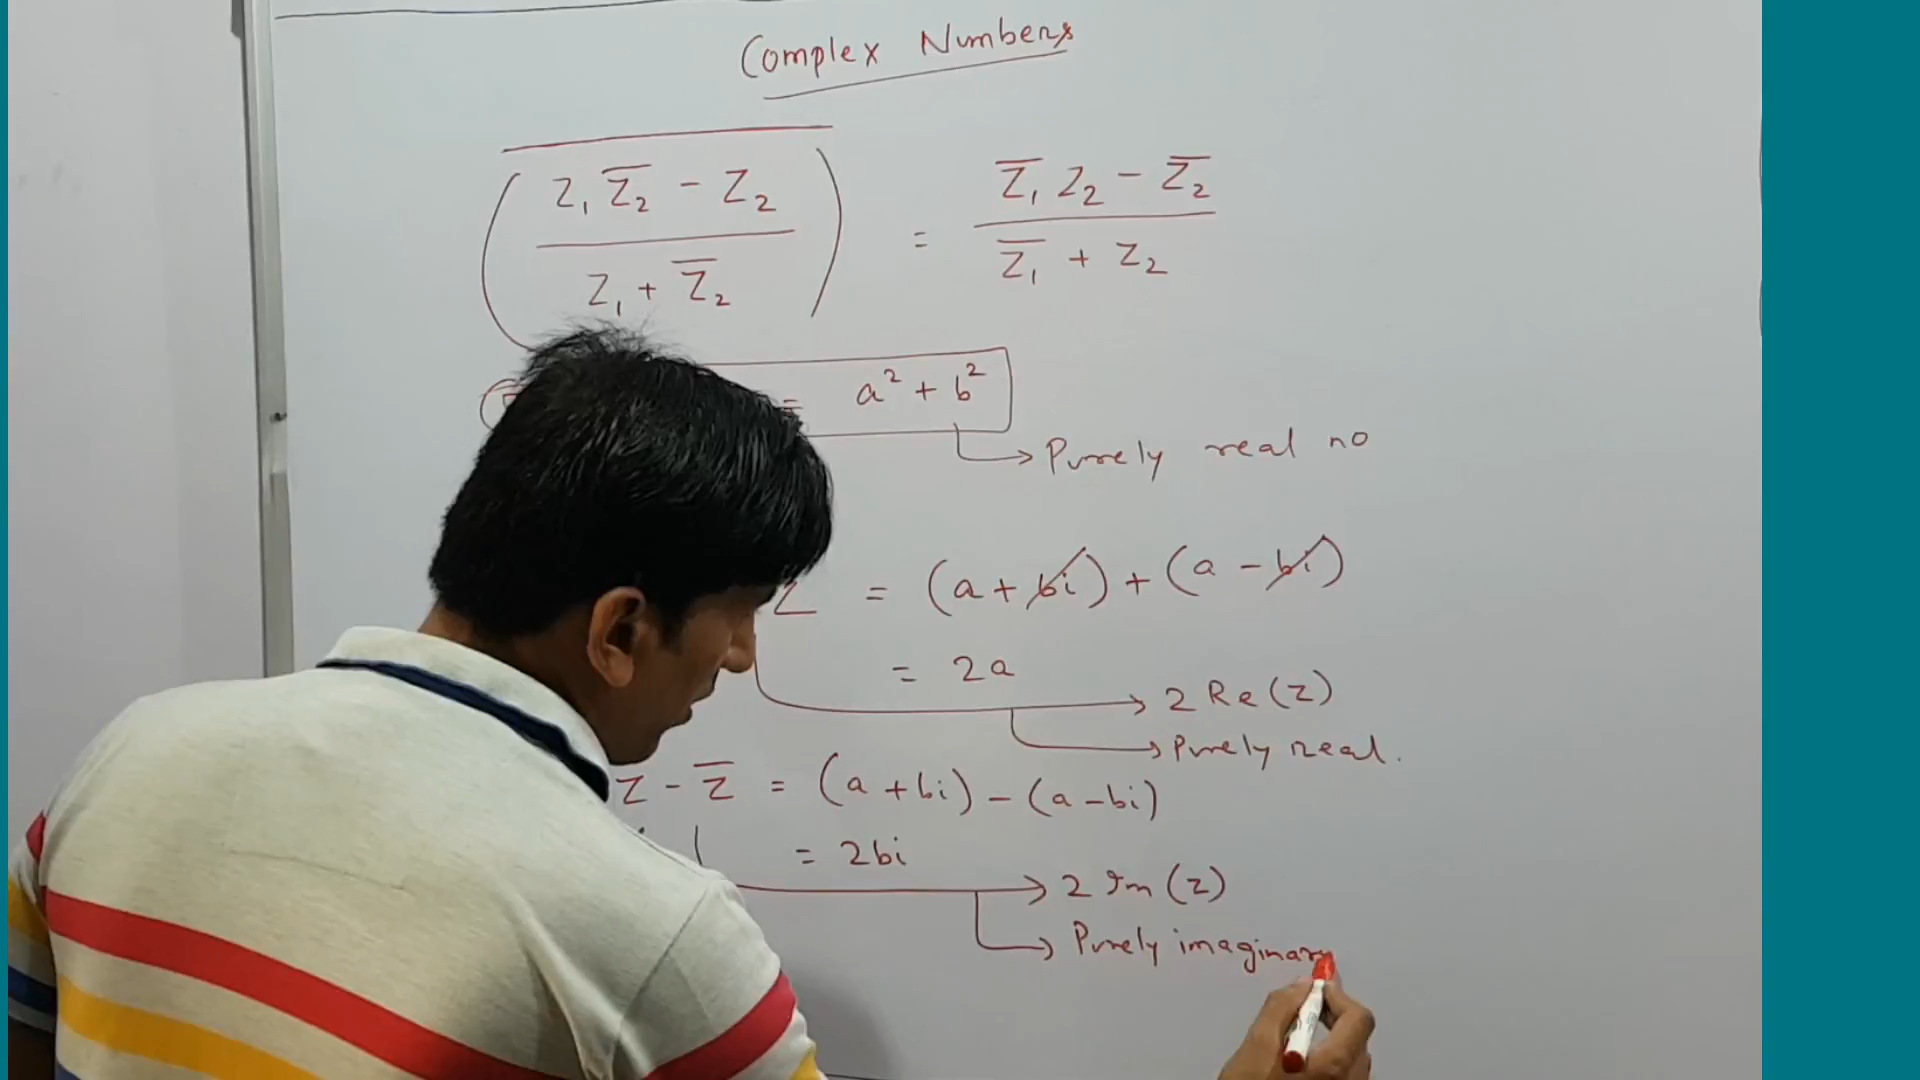 Complex Numbers
(z₁z̅₂ - z₂ / z₁ + z̅₂)‾ = z̅₁z₂ - z̅₂ / z̅₁ + z₂
= a² + b²
→ Purely real no
z = (a + bi) + (a - bi)
= 2a
→ 2 Re(z)
→ Purely real.
z - z̅ = (a + bi) - (a - bi)
= 2bi
→ 2 Im(z)
→ Purely imaginary